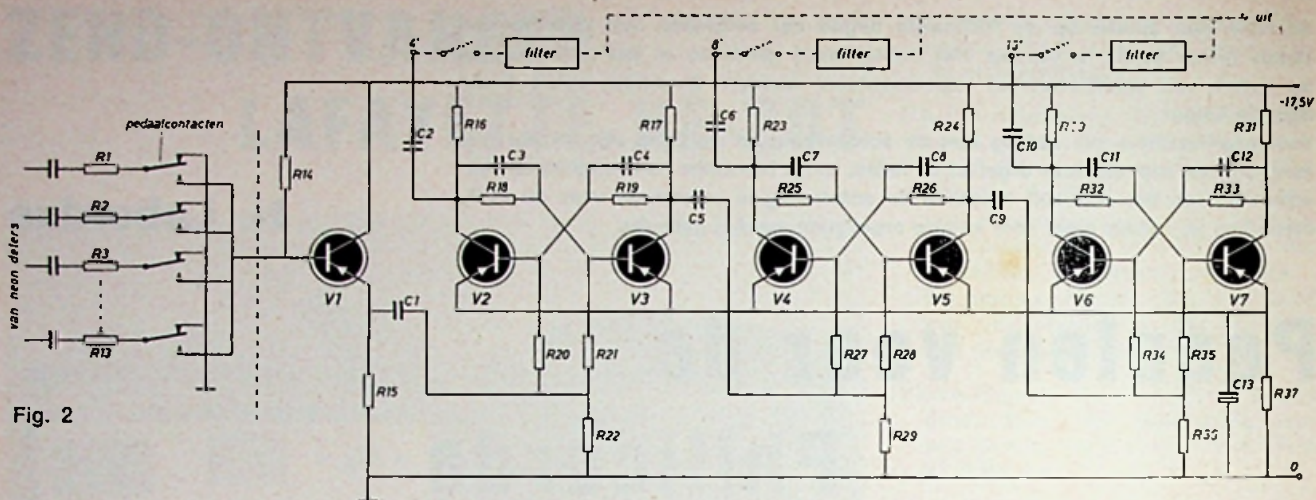 4' filter 8' filter 16' filter uit
-17,5V
pedaalcontacten
R1 R14 C2 R16 R17 C6 R23 R24 C10 R31
C3 C4 C7 C8 C11 C12
R18 R19 R25 R26 R32 R33
R2 C5 C9
R3
V1 V2 V3 V4 V5 V6 V7
van neon delers
C1
R13 R20 R21 R27 R28 R34 R35
R15 C13 R37
R22 R29 R36
Fig. 2
0